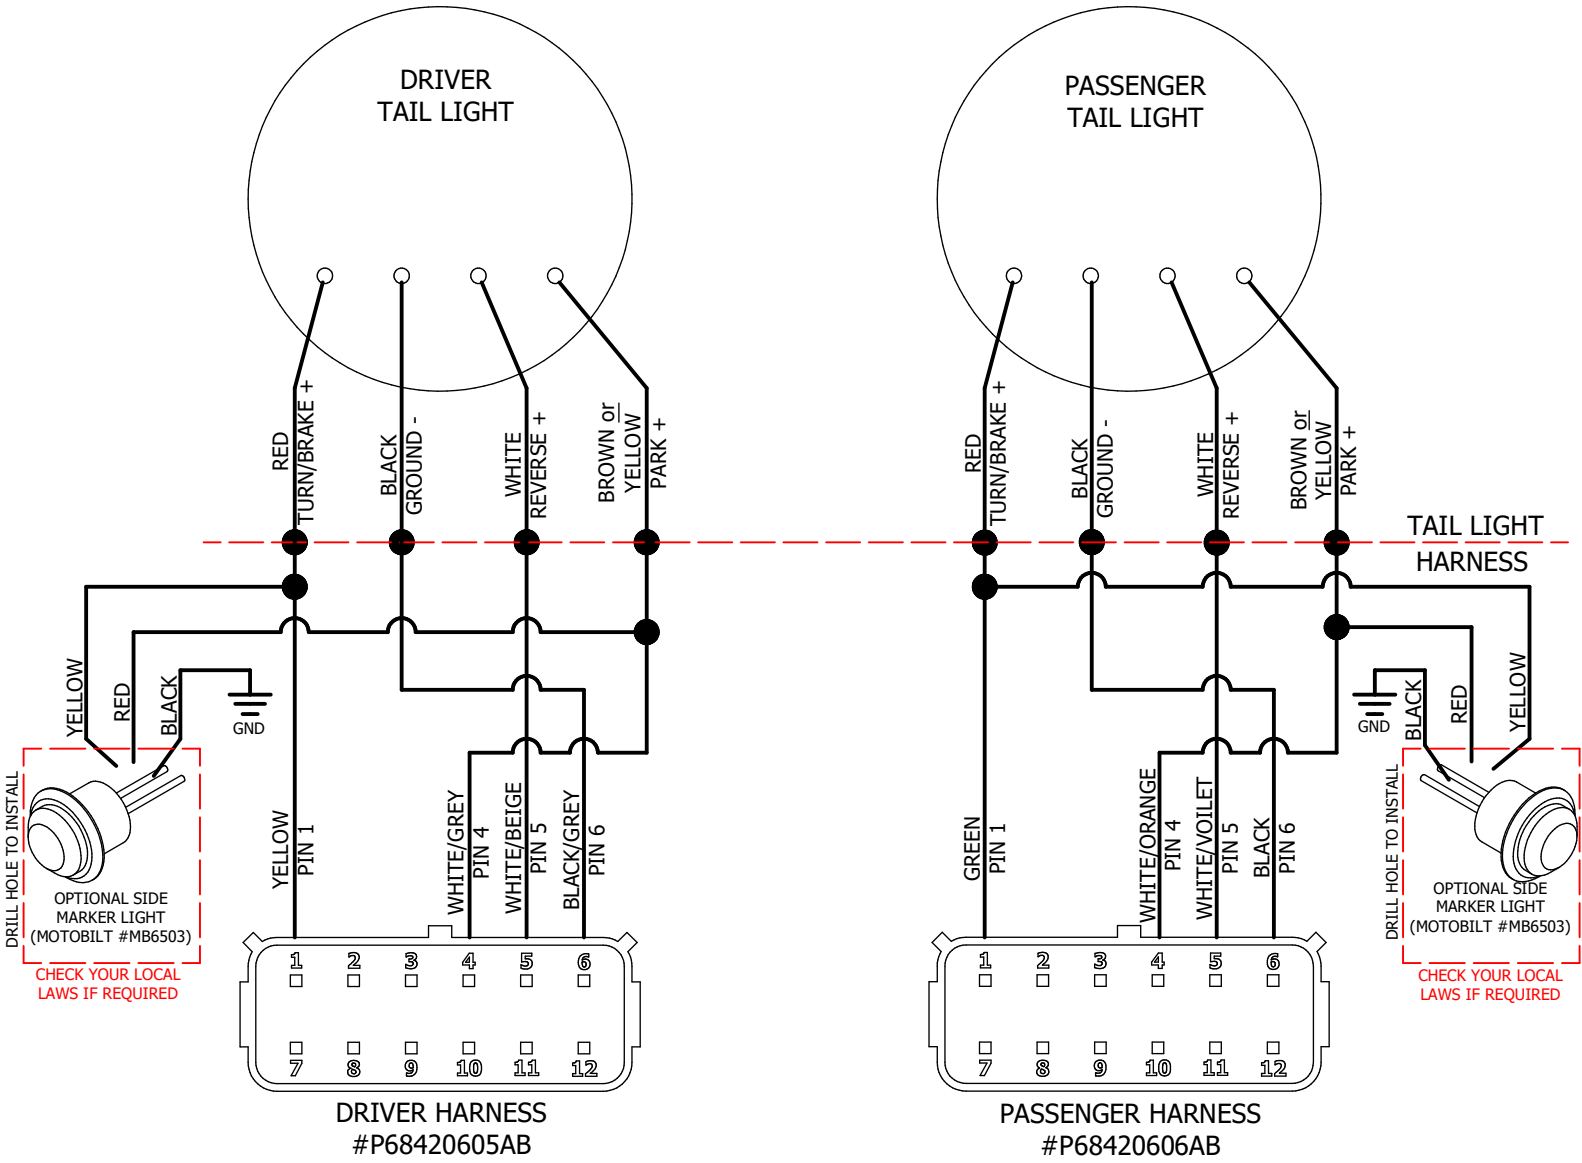 DRIVER
TAIL LIGHT
PASSENGER
TAIL LIGHT
RED
TURN/BRAKE +
BLACK
GROUND -
WHITE
REVERSE +
BROWN or
YELLOW
PARK +
RED
TURN/BRAKE +
BLACK
GROUND -
WHITE
REVERSE +
BROWN or
YELLOW
PARK +
TAIL LIGHT
HARNESS
YELLOW
RED
BLACK
GND
GND
BLACK
RED
YELLOW
DRILL HOLE TO INSTALL
OPTIONAL SIDE
MARKER LIGHT
(MOTOBILT #MB6503)
CHECK YOUR LOCAL
LAWS IF REQUIRED
YELLOW
PIN 1
WHITE/GREY
PIN 4
WHITE/BEIGE
PIN 5
BLACK/GREY
PIN 6
GREEN
PIN 1
WHITE/ORANGE
PIN 4
WHITE/VOILET
PIN 5
BLACK
PIN 6
DRILL HOLE TO INSTALL
OPTIONAL SIDE
MARKER LIGHT
(MOTOBILT #MB6503)
CHECK YOUR LOCAL
LAWS IF REQUIRED
1 2 3 4 5 6
7 8 9 10 11 12
DRIVER HARNESS
#P68420605AB
1 2 3 4 5 6
7 8 9 10 11 12
PASSENGER HARNESS
#P68420606AB